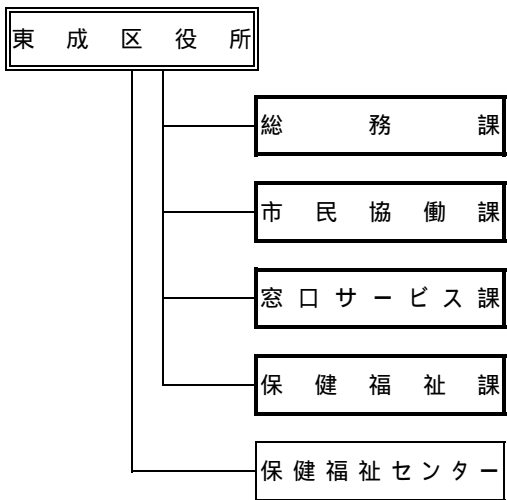 東成区役所
総務課
市民協働課
窓口サービス課
保健福祉課
保健福祉センター